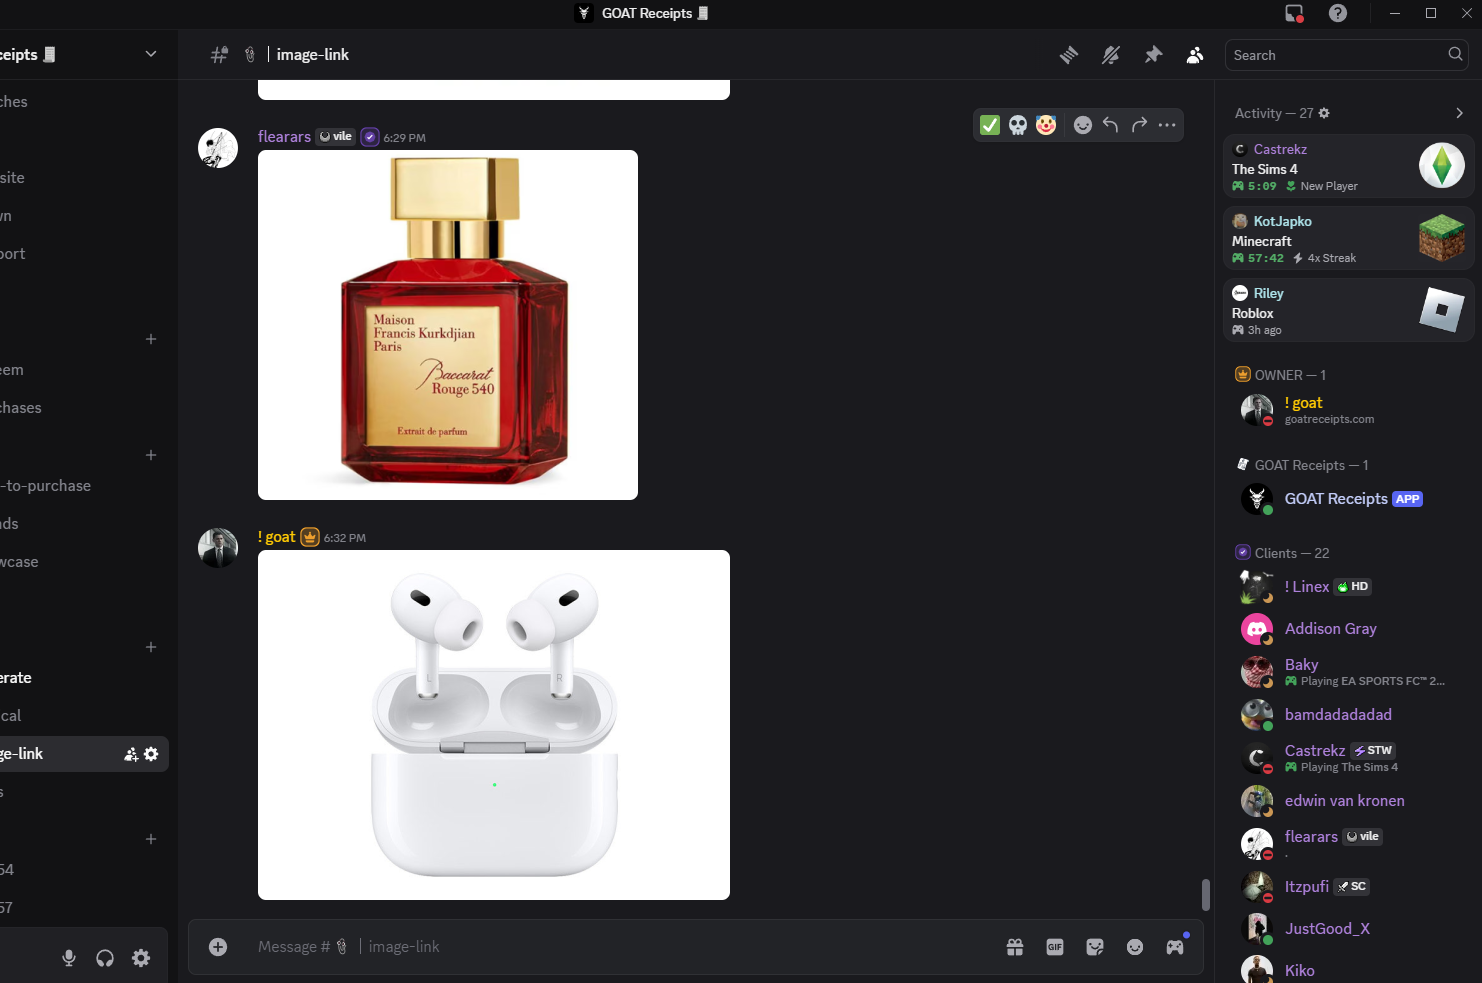 GOAT Receipts
ceipts
image-link
Search
ches
site
wn
port
eem
chases
-to-purchase
nds
wcase
erate
cal
ge-link
s
54
57
flearars vile 6:29 PM
Maison
Francis Kurkdjian
Paris
Baccarat
Rouge 540
Extrait de parfum
! goat 6:32 PM
L R
Message # image-link
GIF
Activity — 27
Castrekz
The Sims 4
5:09 New Player
KotJapko
Minecraft
57:42 4x Streak
Riley
Roblox
3h ago
OWNER — 1
! goat
goatreceipts.com
GOAT Receipts — 1
GOAT Receipts APP
Clients — 22
! Linex HD
Addison Gray
Baky
Playing EA SPORTS FC™ 2...
bamdadadadad
Castrekz STW
Playing The Sims 4
edwin van kronen
flearars vile
.
Itzpufi SC
JustGood_X
Kiko